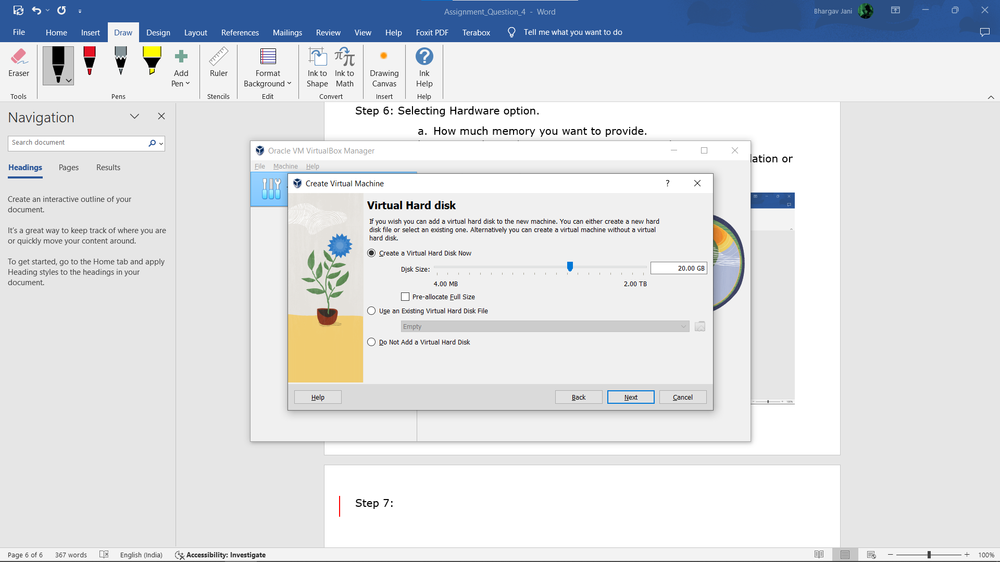 Assignment_Question_4 - Word
Bhargav Jani
File
Home
Insert
Draw
Design
Layout
References
Mailings
Review
View
Help
Foxit PDF
Terabox
Tell me what you want to do
Eraser
Tools
Add
Pen
Pens
Ruler
Stencils
Format
Background
Edit
Ink to
Shape
Ink to
Math
Convert
Drawing
Canvas
Insert
Ink
Help
Help
Navigation
Search document
Headings
Pages
Results
Create an interactive outline of your
document.
It's a great way to keep track of where you are
or quickly move your content around.
To get started, go to the Home tab and apply
Heading styles to the headings in your
document.
Step 6: Selecting Hardware option.
a. How much memory you want to provide.
or
Oracle VM VirtualBox Manager
File
Machine
Help
Create Virtual Machine
?
Virtual Hard disk
If you wish you can add a virtual hard disk to the new machine. You can either create a new hard
disk file or select an existing one. Alternatively you can create a virtual machine without a virtual
hard disk.
Create a Virtual Hard Disk Now
Disk Size:
20.00 GB
4.00 MB
2.00 TB
Pre-allocate Full Size
Use an Existing Virtual Hard Disk File
Empty
Do Not Add a Virtual Hard Disk
Help
Back
Next
Cancel
100%
Step 7:
Page 6 of 6
367 words
English (India)
Accessibility: Investigate
100%